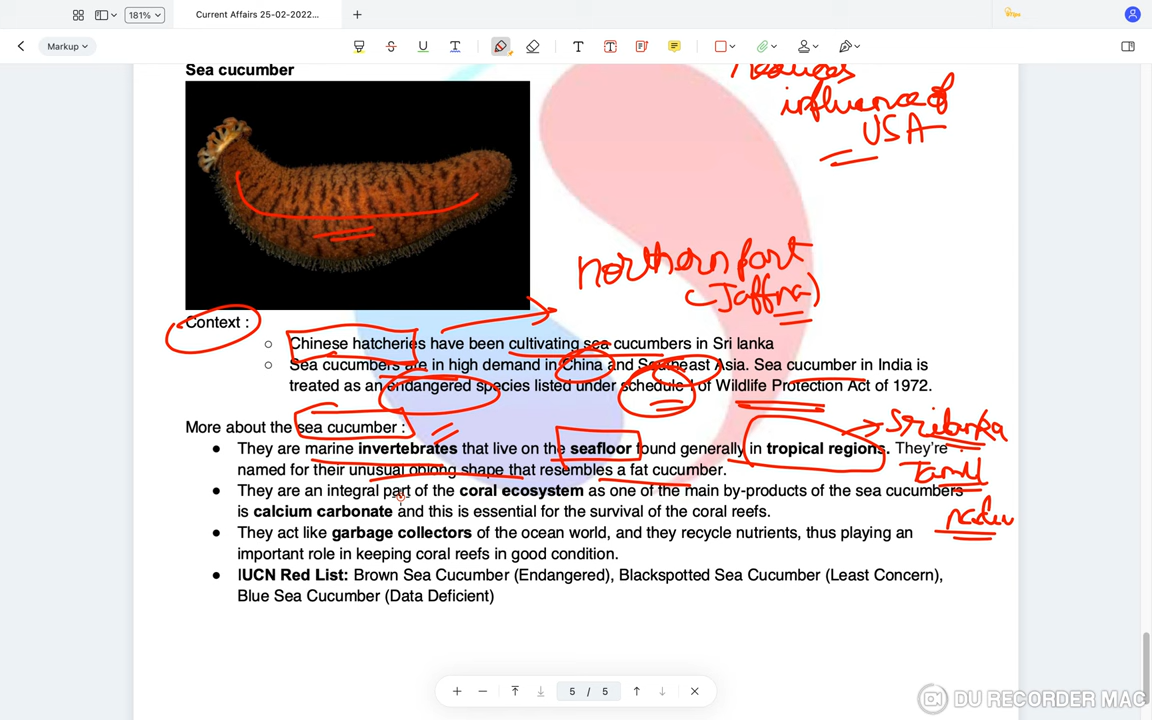 181%
Current Affairs 25-02-2022...
Markup
Sea cucumber
influence of
USA
northern part
(Jaffna)
Context :
Chinese hatcheries have been cultivating sea cucumbers in Sri lanka
Sea cucumbers are in high demand in China and Southeast Asia. Sea cucumber in India is
treated as an endangered species listed under schedule I of Wildlife Protection Act of 1972.
More about the sea cucumber :
Srilanka
They are marine invertebrates that live on the seafloor found generally in tropical regions. They're
named for their unusual oblong shape that resembles a fat cucumber.
Tamil
They are an integral part of the coral ecosystem as one of the main by-products of the sea cucumbers
is calcium carbonate and this is essential for the survival of the coral reefs.
nadu
They act like garbage collectors of the ocean world, and they recycle nutrients, thus playing an
important role in keeping coral reefs in good condition.
IUCN Red List: Brown Sea Cucumber (Endangered), Blackspotted Sea Cucumber (Least Concern),
Blue Sea Cucumber (Data Deficient)
5 / 5
DU RECORDER MAC